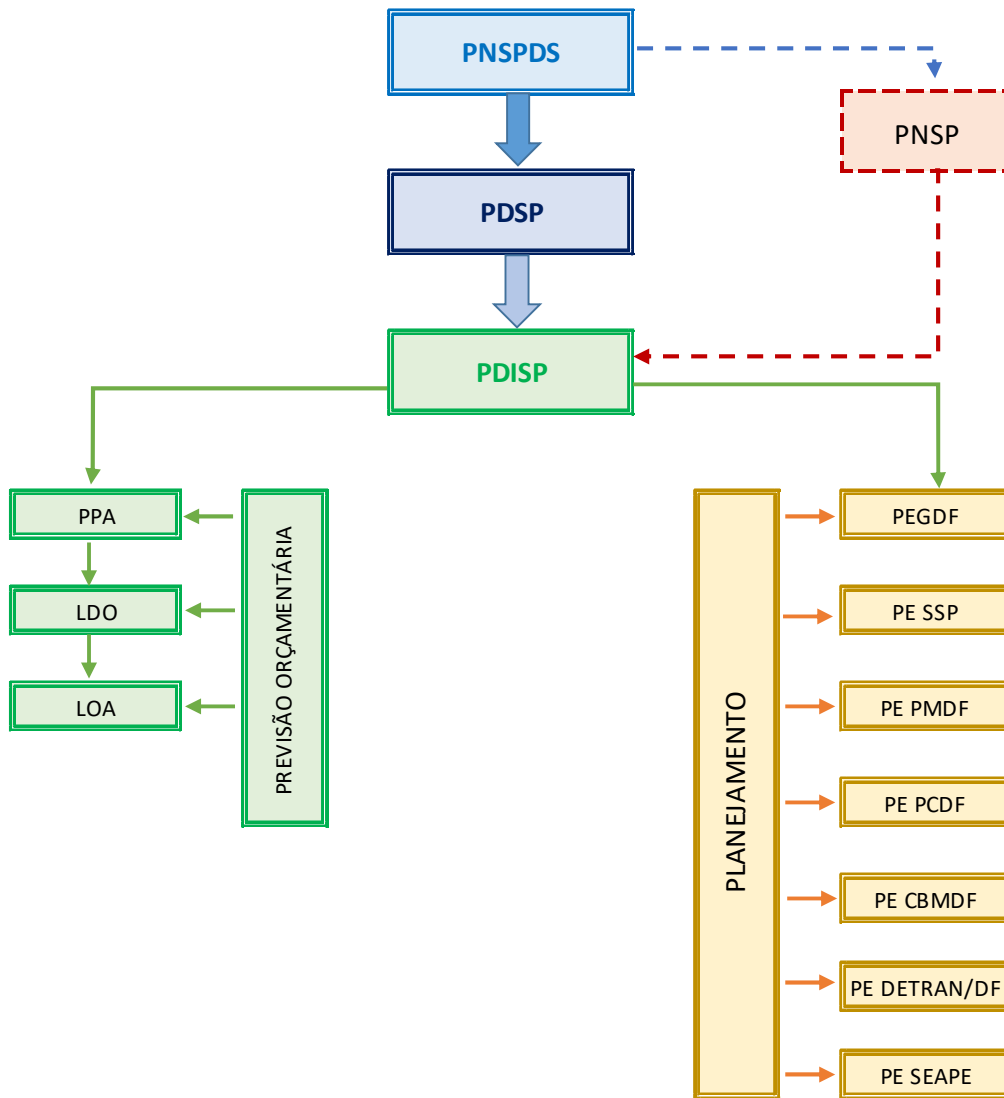 PNSPDS
PNSP
PDSP
PDISP
PPA
LDO
LOA
PREVISÃO ORÇAMENTÁRIA
PLANEJAMENTO
PEGDF
PE SSP
PE PMDF
PE PCDF
PE CBMDF
PE DETRAN/DF
PE SEAPE